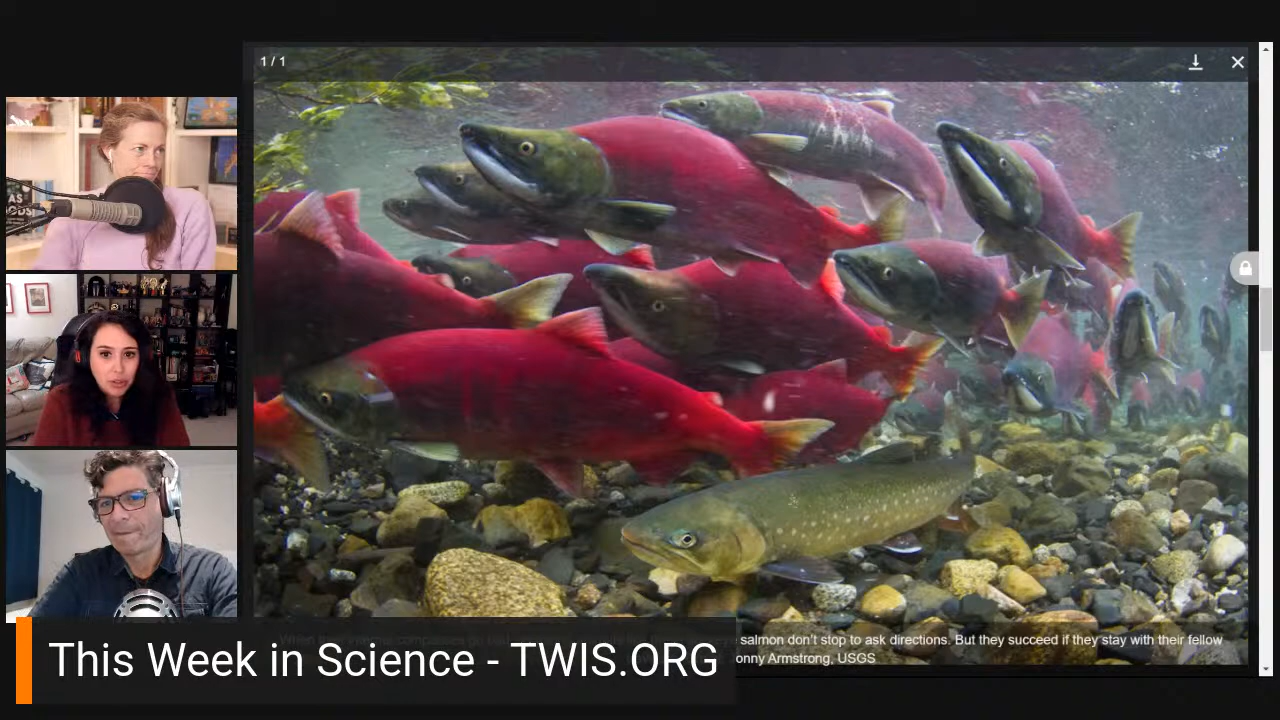 1 / 1
AS
salmon don't stop to ask directions. But they succeed if they stay with their fellow
onny Armstrong, USGS
This Week in Science - TWIS.ORG